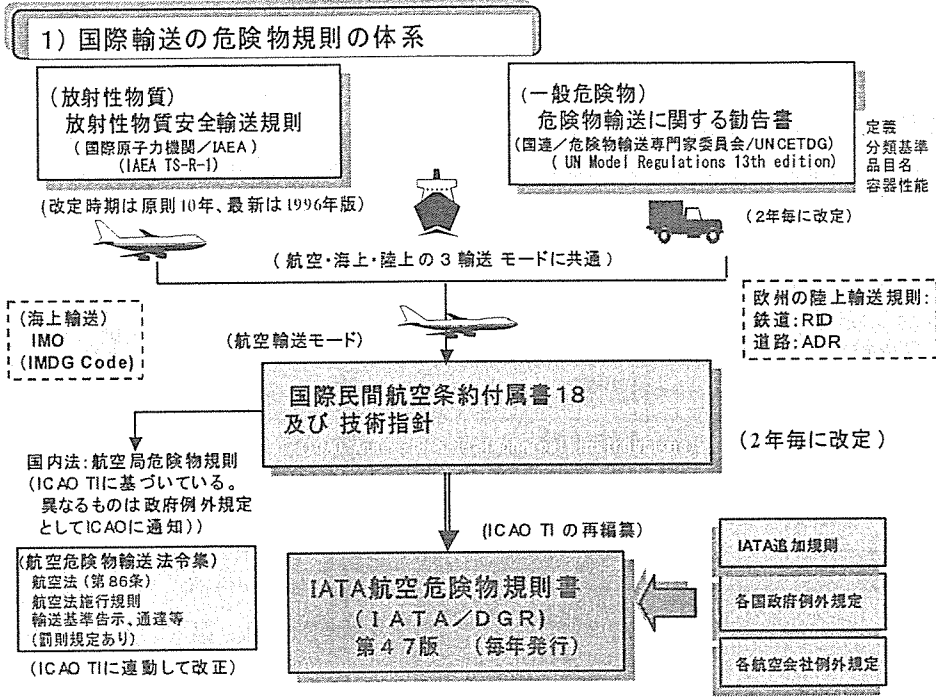 1) 国際輸送の危険物規則の体系
(放射性物質)
放射性物質安全輸送規則
(国際原子力機関/IAEA)
(IAEA TS-R-1)
(改定時期は原則10年、最新は1996年版)
(一般危険物)
危険物輸送に関する勧告書
(国連/危険物輸送専門家委員会/UNCETDG)
( UN Model Regulations 13th edition)
定義
分類基準
品目名
容器性能
(2年毎に改定)
(航空・海上・陸上の3輸送 モードに共通)
(海上輸送)
IMO
(IMDG Code)
(航空輸送モード)
欧州の陸上輸送規則:
鉄道:RID
道路:ADR
国際民間航空条約付属書18
及び 技術指針
(2年毎に改定)
国内法:航空局危険物規則
(ICAO TIに基づいている。
異なるものは政府例外規定
としてICAOに通知))
(航空危険物輸送法令集)
航空法(第86条)
航空法施行規則
輸送基準告示、通達等
(罰則規定あり)
(ICAO TIに連動して改正)
(ICAO TI の再編纂)
IATA航空危険物規則書
(IATA/DGR)
第47版 (毎年発行)
IATA追加規則
各国政府例外規定
各航空会社例外規定